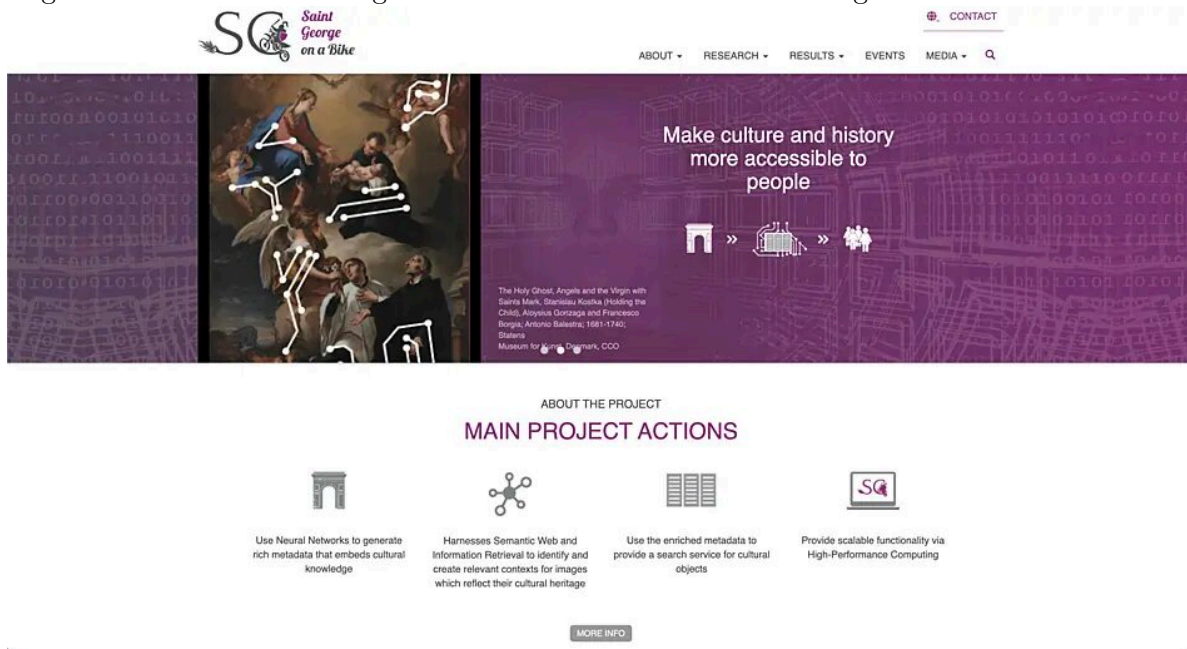 Saint
George
on a Bike
CONTACT
ABOUT
RESEARCH
RESULTS
EVENTS
MEDIA
Make culture and history
more accessible to
people
The Holy Ghost, Angels and the Virgin with
Saints Mark, Stanislau Kostka (Holding the
Child), Aloysius Gonzaga and Francesco
Borgia; Antonio Balestra; 1681-1740;
Statens
Museum for Kunst, Denmark, CCO
ABOUT THE PROJECT
MAIN PROJECT ACTIONS
SG
Use Neural Networks to generate
rich metadata that embeds cultural
knowledge
Harnesses Semantic Web and
Information Retrieval to identify and
create relevant contexts for images
which reflect their cultural heritage
Use the enriched metadata to
provide a search service for cultural
objects
Provide scalable functionality via
High-Performance Computing
MORE INFO